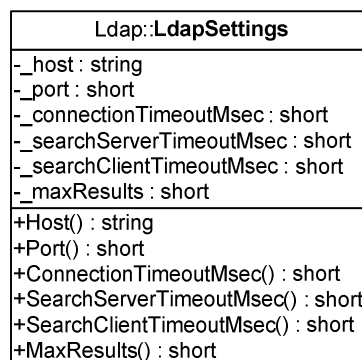 Ldap::LdapSettings
-_host : string
-_port : short
-_connectionTimeoutMsec : short
-_searchServerTimeoutMsec : short
-_searchClientTimeoutMsec : short
-_maxResults : short
+Host() : string
+Port() : short
+ConnectionTimeoutMsec() : short
+SearchServerTimeoutMsec() : short
+SearchClientTimeoutMsec() : short
+MaxResults() : short